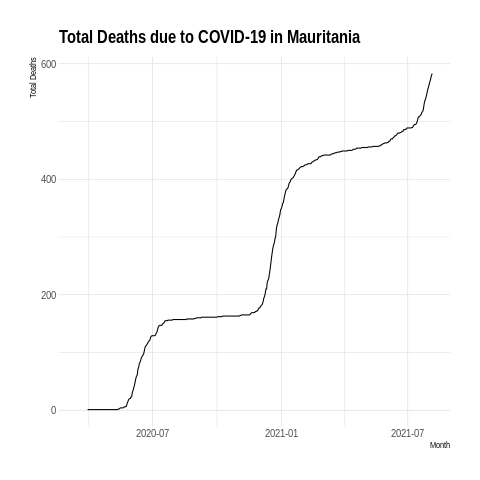 Total Deaths due to COVID-19 in Mauritania
Total Deaths
600
400
200
0
2020-07
2021-01
2021-07
Month